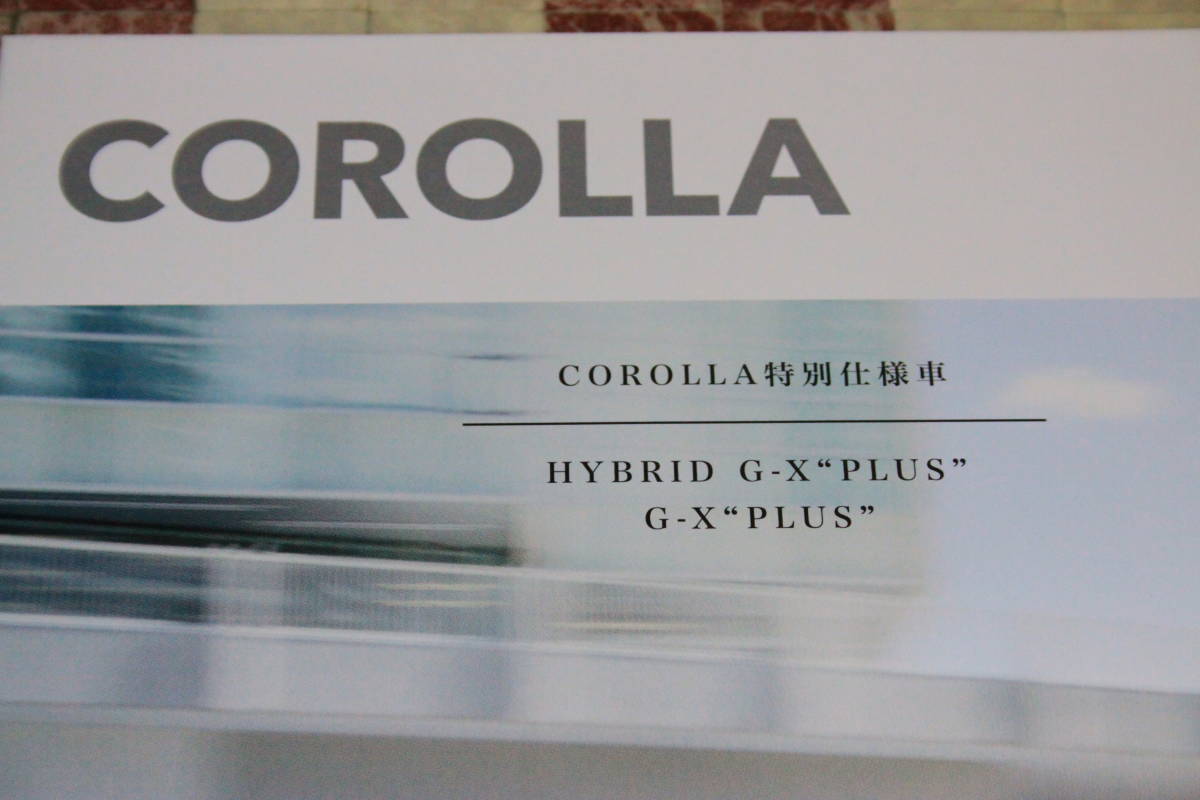 COROLLA
COROLLA特別仕様車
HYBRID G-X“PLUS”
G-X“PLUS”